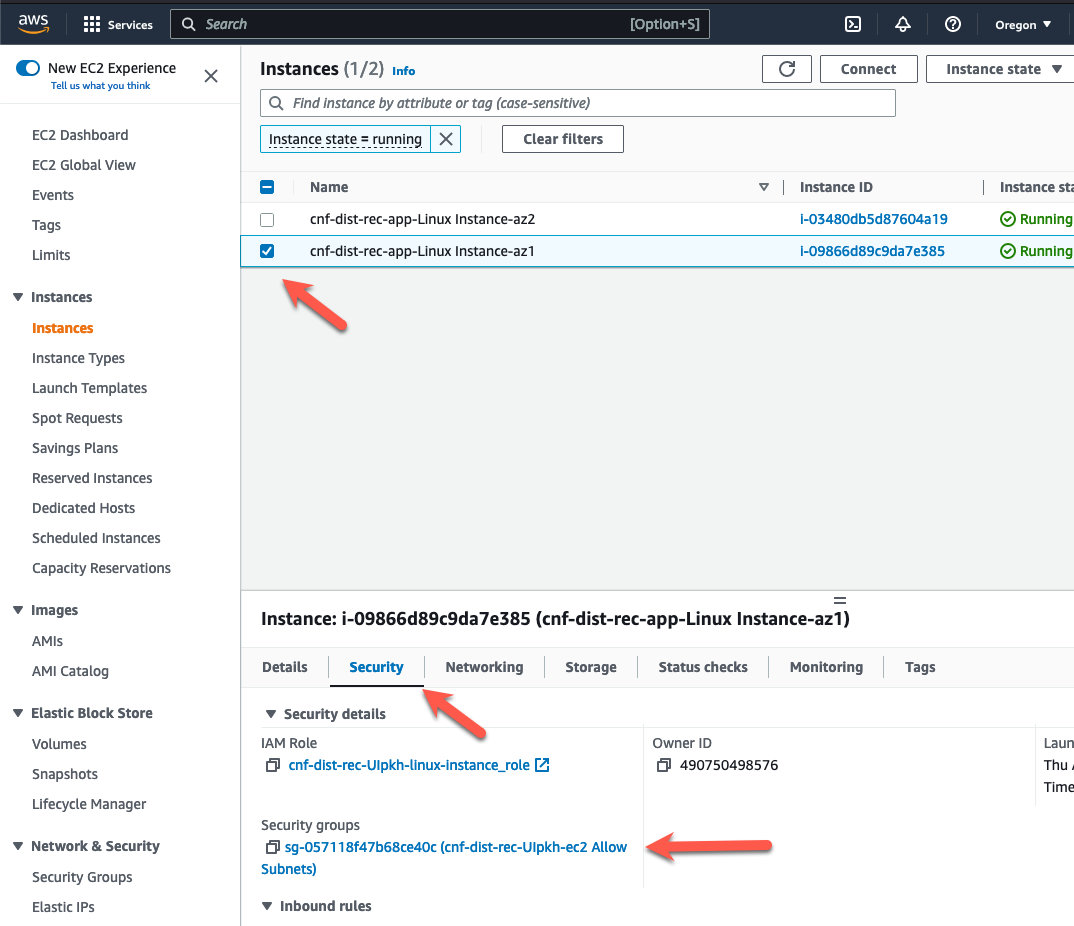 aws
Services
Search
[Option+S]
Oregon
New EC2 Experience
Tell us what you think
EC2 Dashboard
EC2 Global View
Events
Tags
Limits
Instances
Instances
Instance Types
Launch Templates
Spot Requests
Savings Plans
Reserved Instances
Dedicated Hosts
Scheduled Instances
Capacity Reservations
Images
AMIs
AMI Catalog
Elastic Block Store
Volumes
Snapshots
Lifecycle Manager
Network & Security
Security Groups
Elastic IPs
Instances (1/2) Info
Connect
Instance state
Find instance by attribute or tag (case-sensitive)
Instance state = running
Clear filters
Name
Instance ID
Instance sta
cnf-dist-rec-app-Linux Instance-az2
i-03480db5d87604a19
Running
cnf-dist-rec-app-Linux Instance-az1
i-09866d89c9da7e385
Running
Instance: i-09866d89c9da7e385 (cnf-dist-rec-app-Linux Instance-az1)
Details
Security
Networking
Storage
Status checks
Monitoring
Tags
Security details
IAM Role
cnf-dist-rec-UIpkh-linux-instance_role
Owner ID
490750498576
Laun
Thu
Time
Security groups
sg-057118f47b68ce40c (cnf-dist-rec-UIpkh-ec2 Allow
Subnets)
Inbound rules